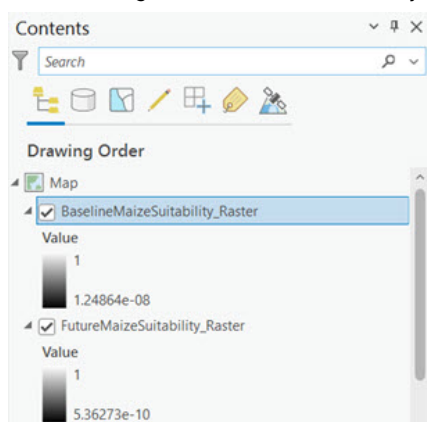 Contents
Search
Drawing Order
Map
BaselineMaizeSuitability_Raster
Value
1
1.24864e-08
FutureMaizeSuitability_Raster
Value
1
5.36273e-10